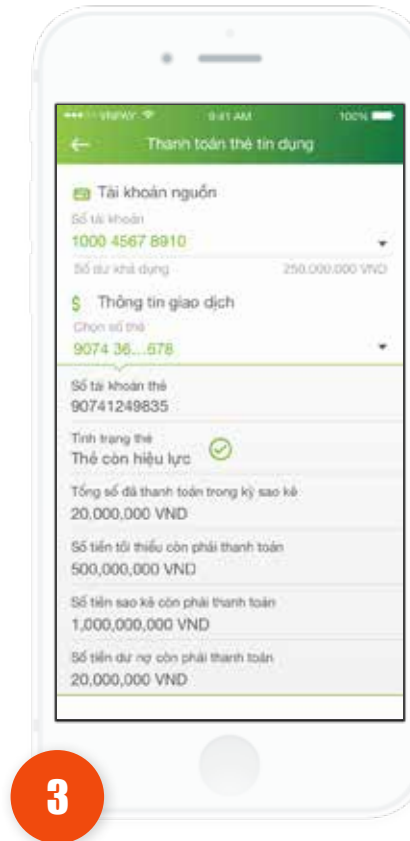 9:41 AM
100%
Thanh toán thẻ tín dụng
Tài khoản nguồn
Số tài khoản
1000 4567 8910
Số dư khả dụng 250,000,000 VND
$ Thông tin giao dịch
Chọn số thẻ
9074 36...678
Số tài khoản thẻ
90741249835
Tình trạng thẻ
Thẻ còn hiệu lực
Tổng số đã thanh toán trong kỳ sao kê
20,000,000 VND
Số tiền tối thiểu còn phải thanh toán
500,000,000 VND
Số tiền sao kê còn phải thanh toán
1,000,000,000 VND
Số tiền dư nợ còn phải thanh toán
20,000,000 VND
3